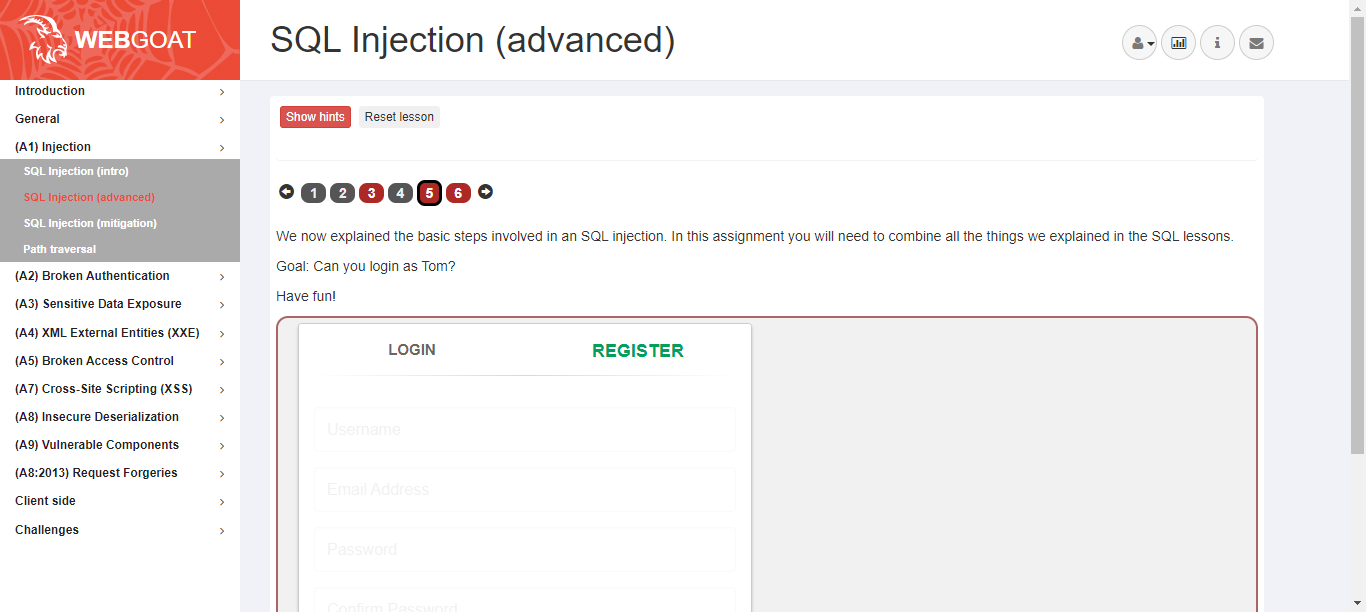 WEBGOAT
SQL Injection (advanced)
Introduction
General
(A1) Injection
SQL Injection (intro)
SQL Injection (advanced)
SQL Injection (mitigation)
Path traversal
(A2) Broken Authentication
(A3) Sensitive Data Exposure
(A4) XML External Entities (XXE)
(A5) Broken Access Control
(A7) Cross-Site Scripting (XSS)
(A8) Insecure Deserialization
(A9) Vulnerable Components
(A8:2013) Request Forgeries
Client side
Challenges
Show hints Reset lesson
1 2 3 4 5 6
We now explained the basic steps involved in an SQL injection. In this assignment you will need to combine all the things we explained in the SQL lessons.
Goal: Can you login as Tom?
Have fun!
LOGIN REGISTER
Username
Email Address
Password
Confirm Password